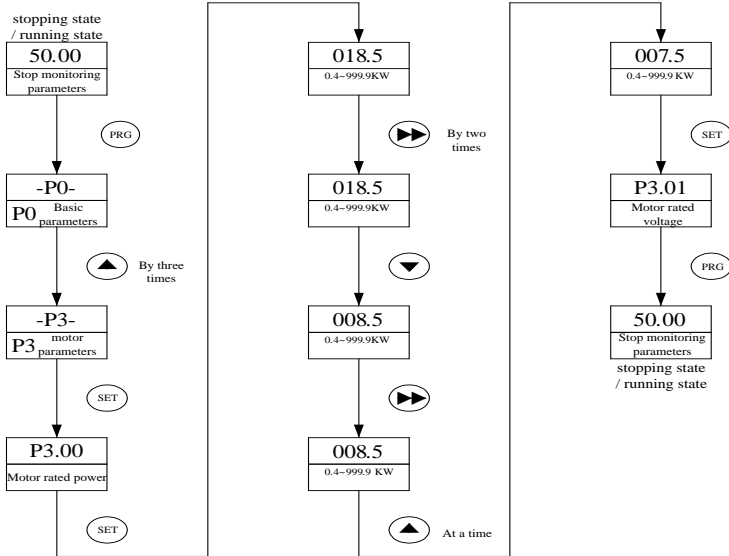 stopping state
/ running state
50.00
Stop monitoring
parameters
PRG
-P0-
P0 Basic
parameters
By three
times
-P3-
P3 motor
parameters
SET
P3.00
Motor rated power
SET
018.5
0.4~999.9KW
By two
times
018.5
0.4~999.9KW
008.5
0.4~999.9KW
008.5
0.4~999.9 KW
At a time
007.5
0.4~999.9 KW
SET
P3.01
Motor rated
voltage
PRG
50.00
Stop monitoring
parameters
stopping state
/ running state